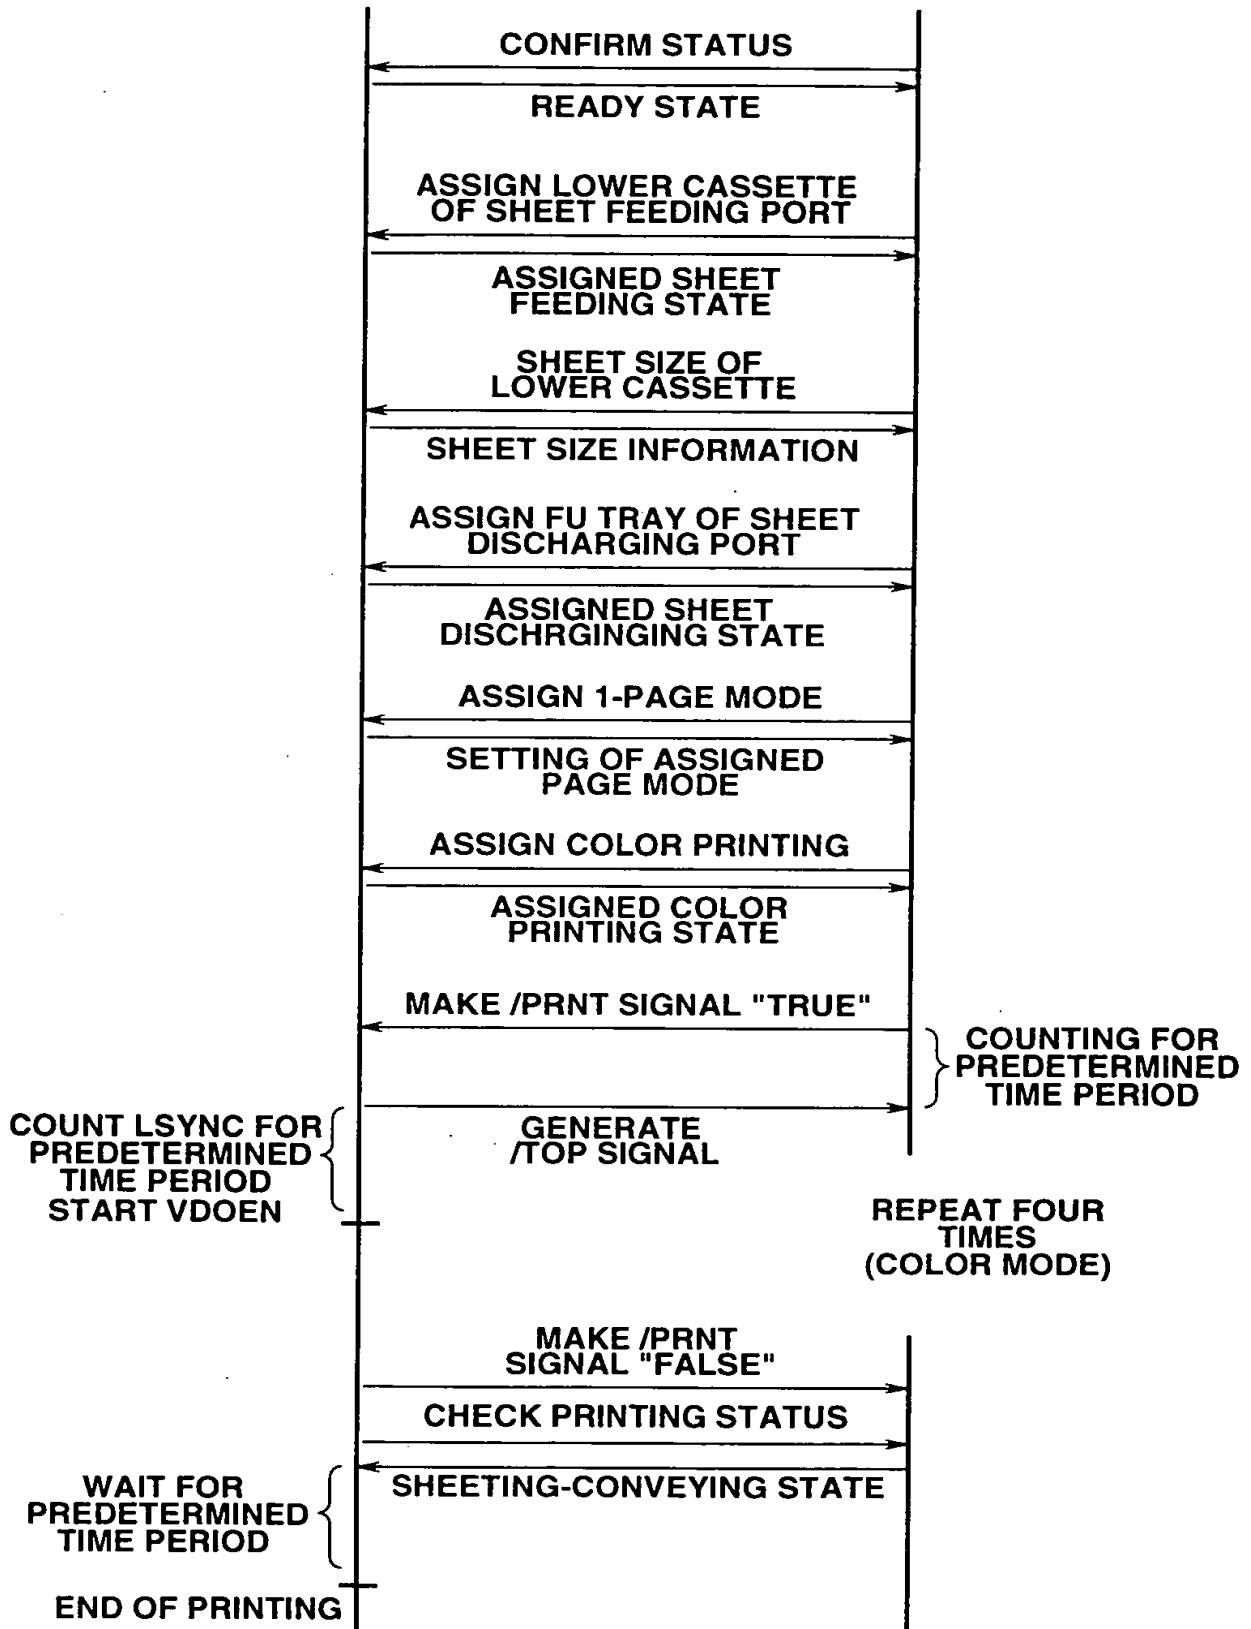 CONFIRM STATUS
READY STATE
ASSIGN LOWER CASSETTE
OF SHEET FEEDING PORT
ASSIGNED SHEET
FEEDING STATE
SHEET SIZE OF
LOWER CASSETTE
SHEET SIZE INFORMATION
ASSIGN FU TRAY OF SHEET
DISCHARGING PORT
ASSIGNED SHEET
DISCHRGINGING STATE
ASSIGN 1-PAGE MODE
SETTING OF ASSIGNED
PAGE MODE
ASSIGN COLOR PRINTING
ASSIGNED COLOR
PRINTING STATE
MAKE /PRNT SIGNAL "TRUE"
COUNTING FOR
PREDETERMINED
TIME PERIOD
COUNT LSYNC FOR
PREDETERMINED
TIME PERIOD
START VDOEN
GENERATE
/TOP SIGNAL
REPEAT FOUR
TIMES
(COLOR MODE)
MAKE /PRNT
SIGNAL "FALSE"
CHECK PRINTING STATUS
SHEETING-CONVEYING STATE
WAIT FOR
PREDETERMINED
TIME PERIOD
END OF PRINTING